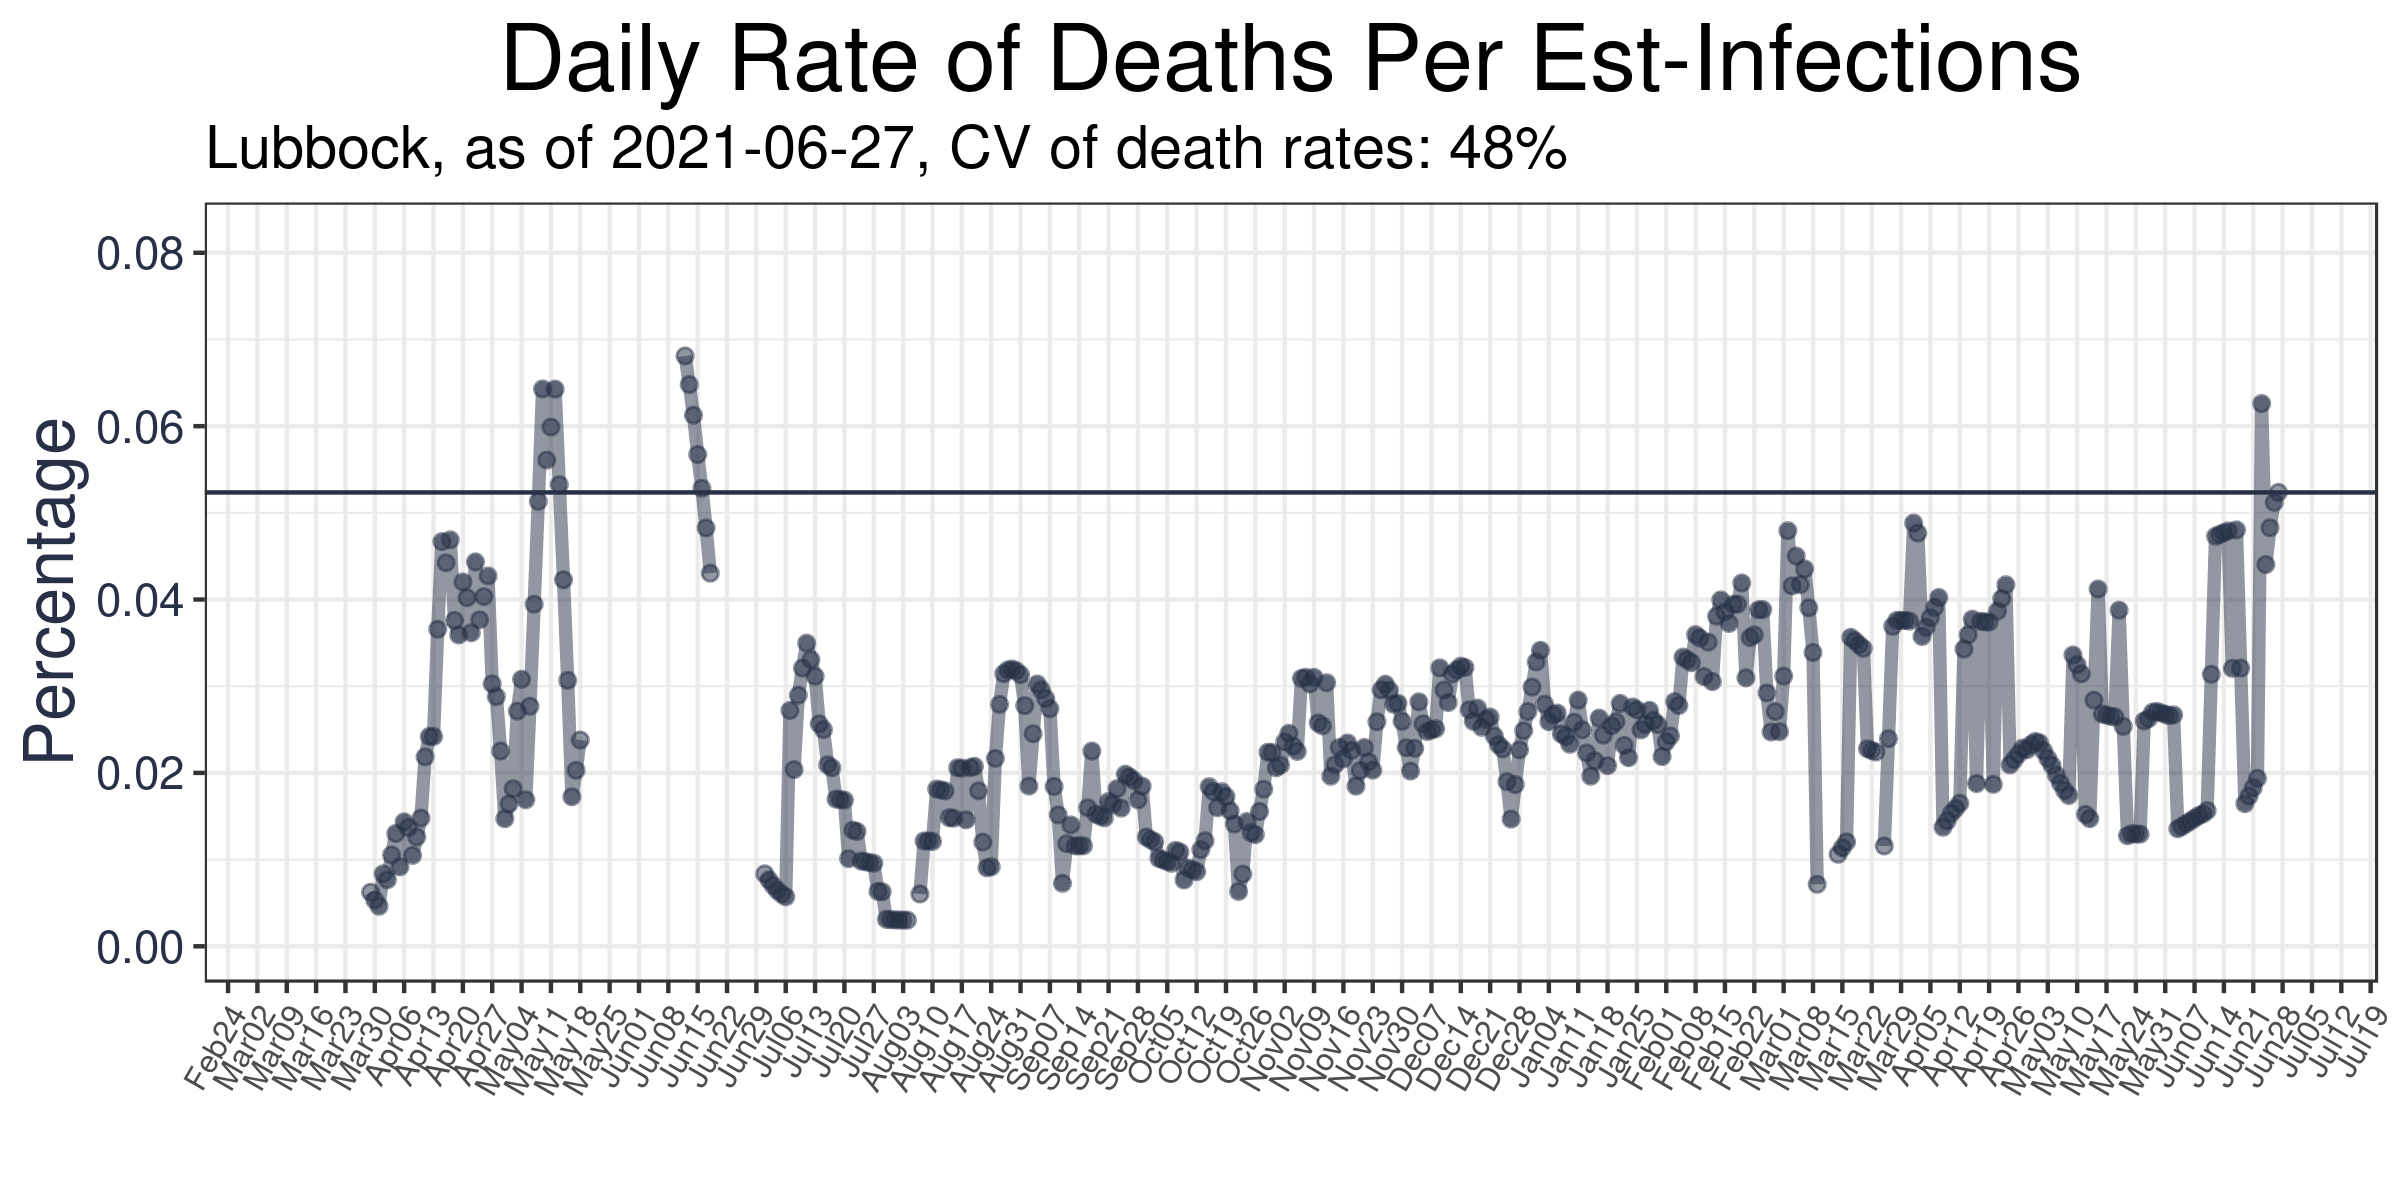 Daily Rate of Deaths Per Est-Infections
Lubbock, as of 2021-06-27, CV of death rates: 48%
Percentage
0.08
0.06
0.04
0.02
0.00
Feb24
Mar02
Mar09
Mar16
Mar23
Mar30
Apr06
Apr13
Apr20
Apr27
May04
May11
May18
May25
Jun01
Jun08
Jun15
Jun22
Jun29
Jul06
Jul13
Jul20
Jul27
Aug03
Aug10
Aug17
Aug24
Aug31
Sep07
Sep14
Sep21
Sep28
Oct05
Oct12
Oct19
Oct26
Nov02
Nov09
Nov16
Nov23
Nov30
Dec07
Dec14
Dec21
Dec28
Jan04
Jan11
Jan18
Jan25
Feb01
Feb08
Feb15
Feb22
Mar01
Mar08
Mar15
Mar22
Mar29
Apr05
Apr12
Apr19
Apr26
May03
May10
May17
May24
May31
Jun07
Jun14
Jun21
Jun28
Jul05
Jul12
Jul19